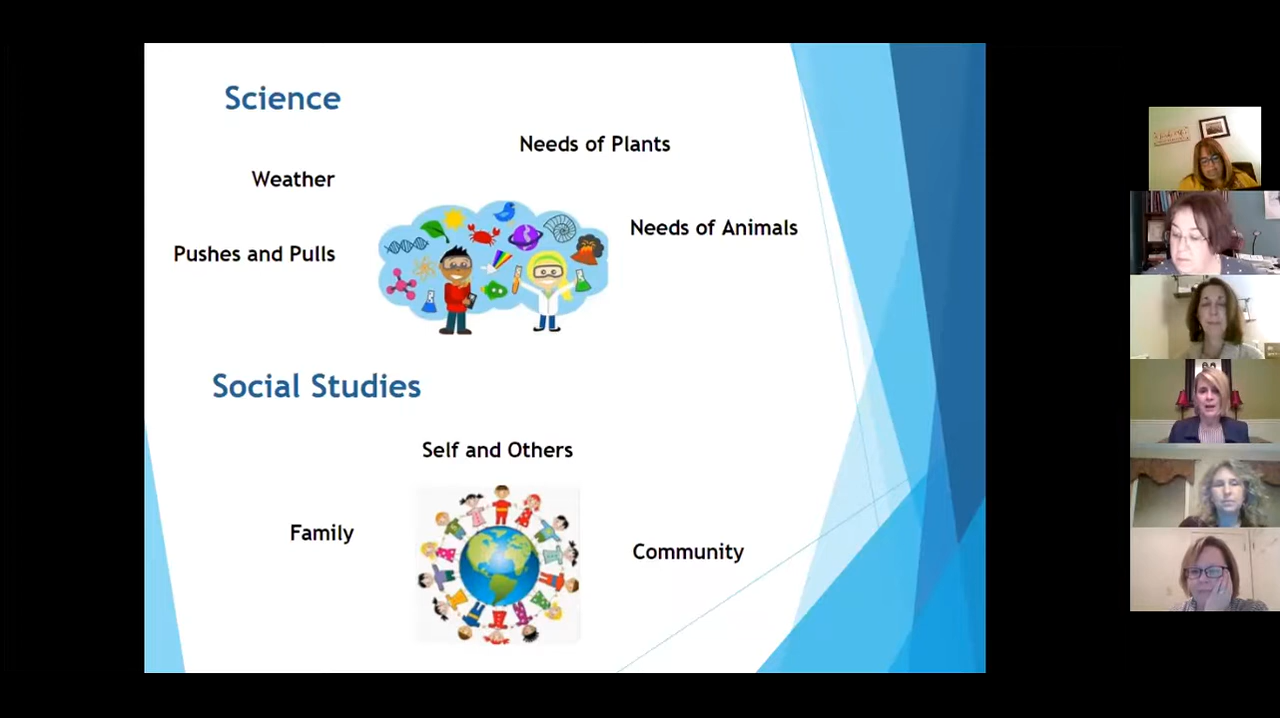 Science
Needs of Plants
Weather
Needs of Animals
Pushes and Pulls
Social Studies
Self and Others
Family
Community